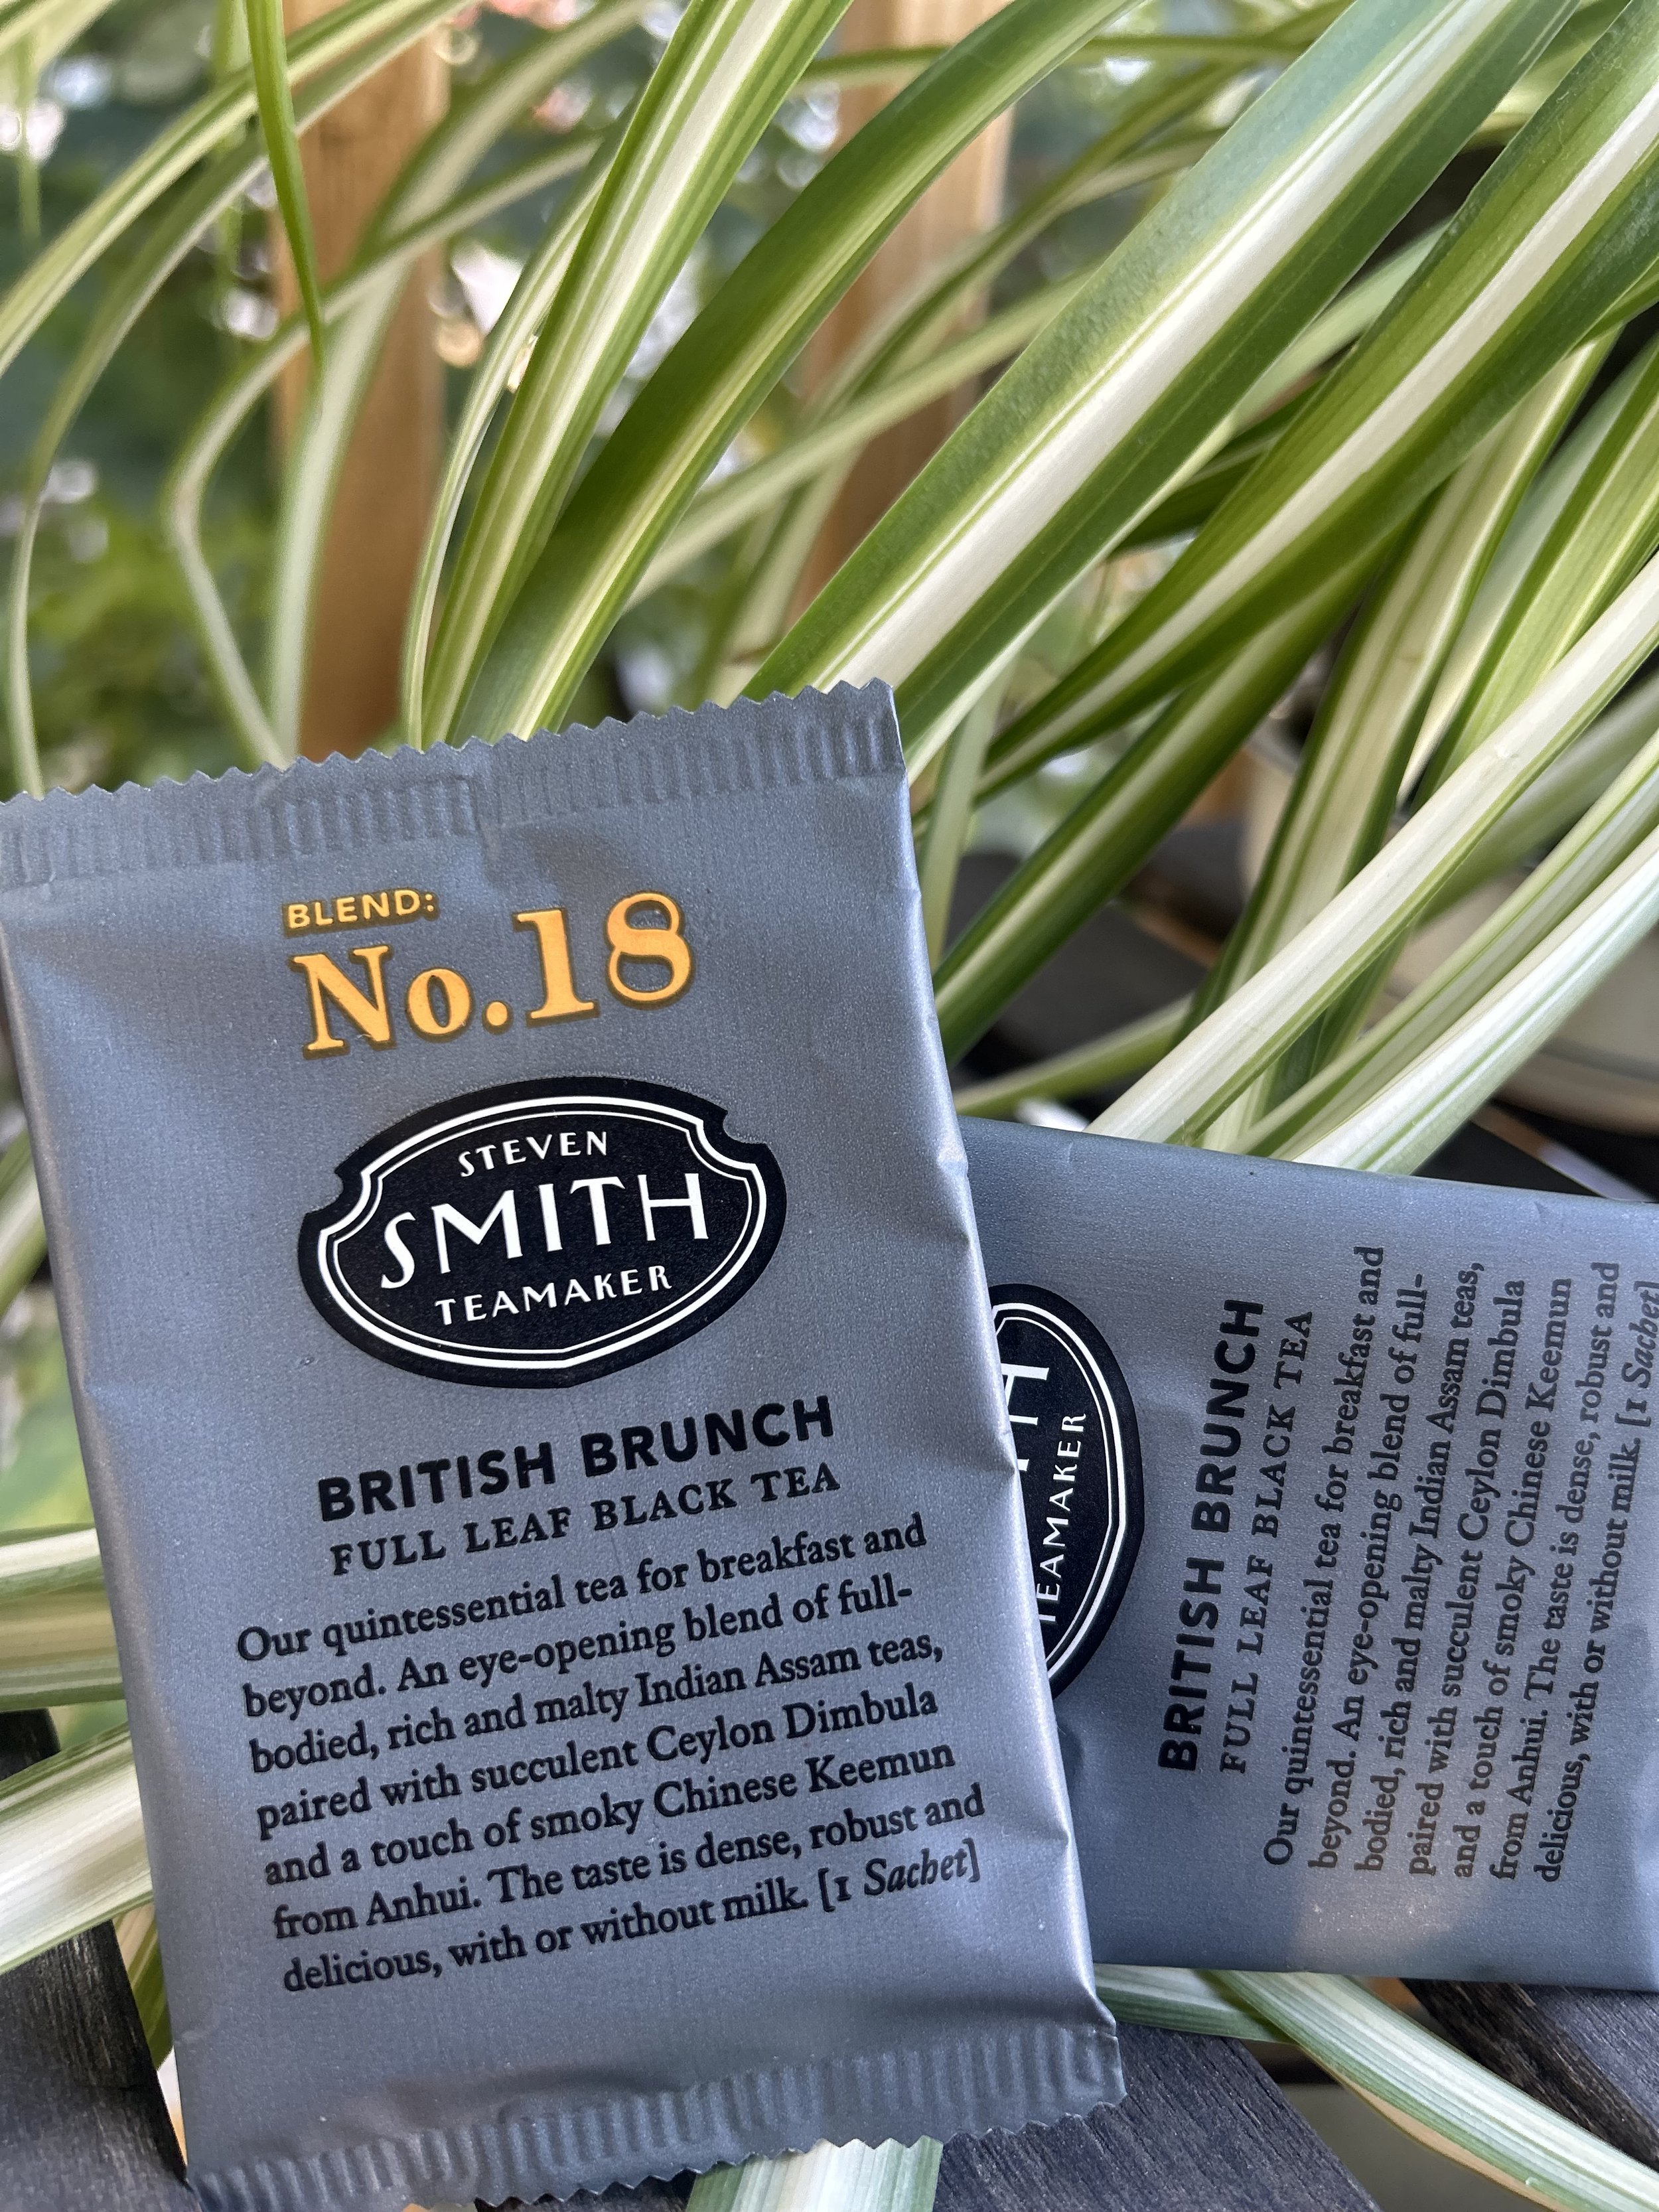 BLEND:
No.18
STEVEN
SMITH
TEAMAKER
BRITISH BRUNCH
FULL LEAF BLACK TEA
Our quintessential tea for breakfast and
beyond. An eye-opening blend of full-
bodied, rich and malty Indian Assam teas,
paired with succulent Ceylon Dimbula
and a touch of smoky Chinese Keemun
from Anhui. The taste is dense, robust and
delicious, with or without milk. [1 Sachet]
TEAMAKER
BRITISH BRUNCH
FULL LEAF BLACK TEA
Our quintessential tea for breakfast and
beyond. An eye-opening blend of full-
bodied, rich and malty Indian Assam teas,
paired with succulent Ceylon Dimbula
and a touch of smoky Chinese Keemun
from Anhui. The taste is dense, robust and
delicious, with or without milk. [1 Sachet]